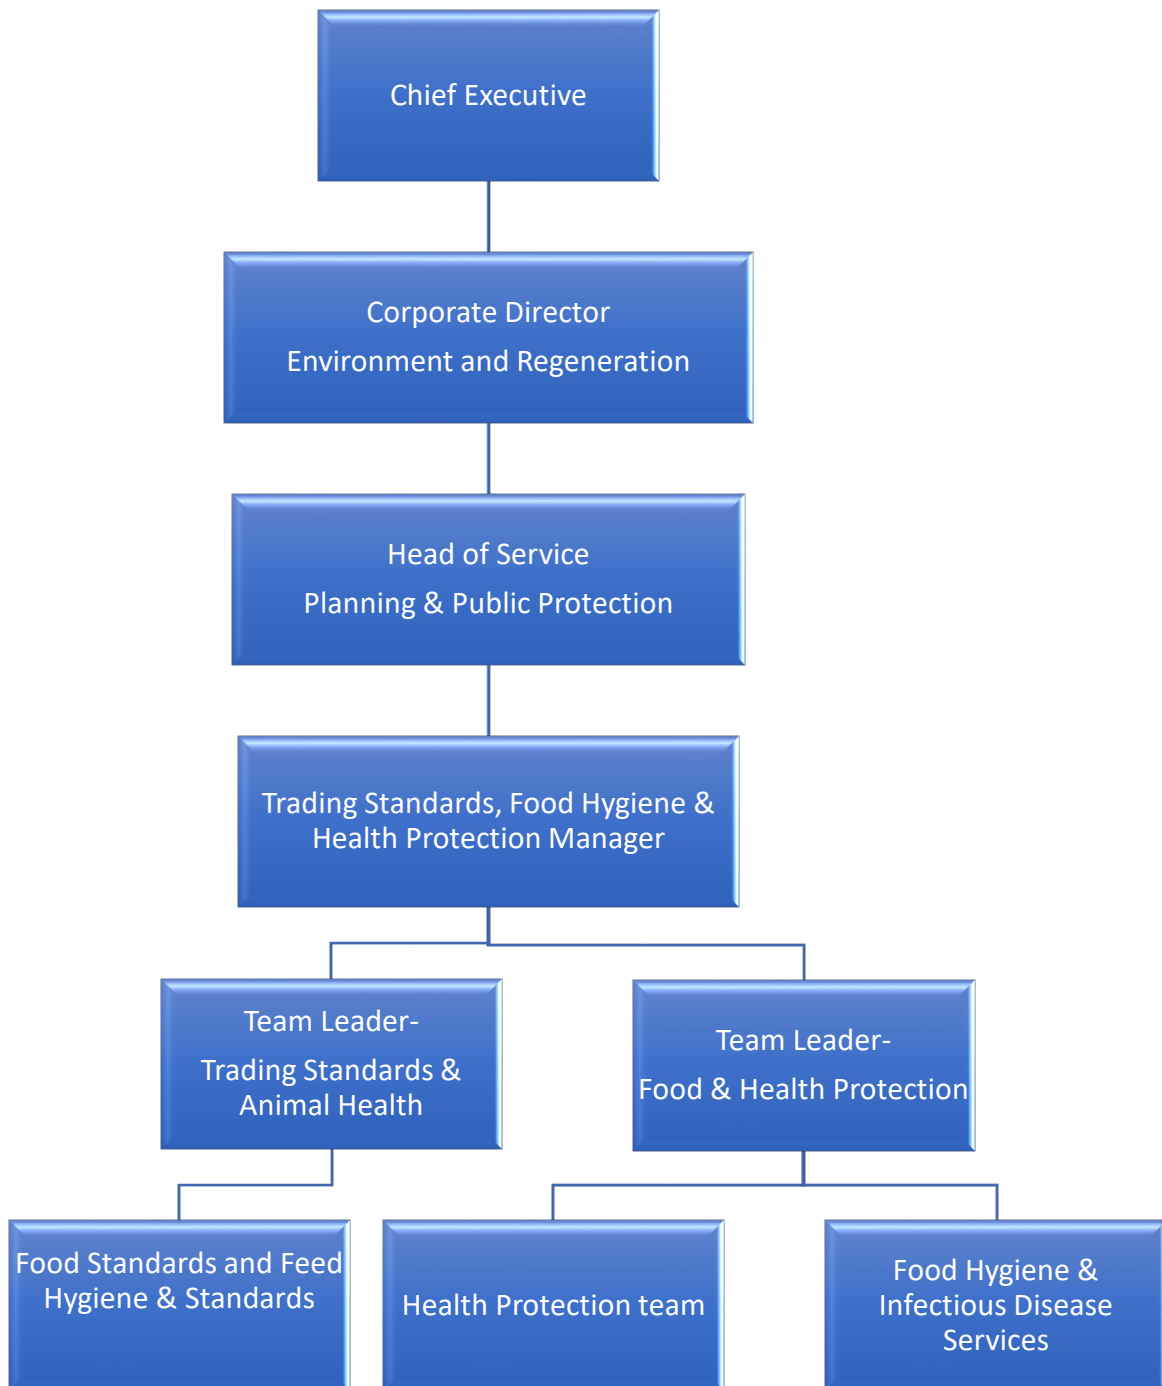 Chief Executive
Corporate Director
Environment and Regeneration
Head of Service
Planning & Public Protection
Trading Standards, Food Hygiene &
Health Protection Manager
Team Leader-
Trading Standards &
Animal Health
Team Leader-
Food & Health Protection
Food Standards and Feed
Hygiene & Standards
Health Protection team
Food Hygiene &
Infectious Disease
Services